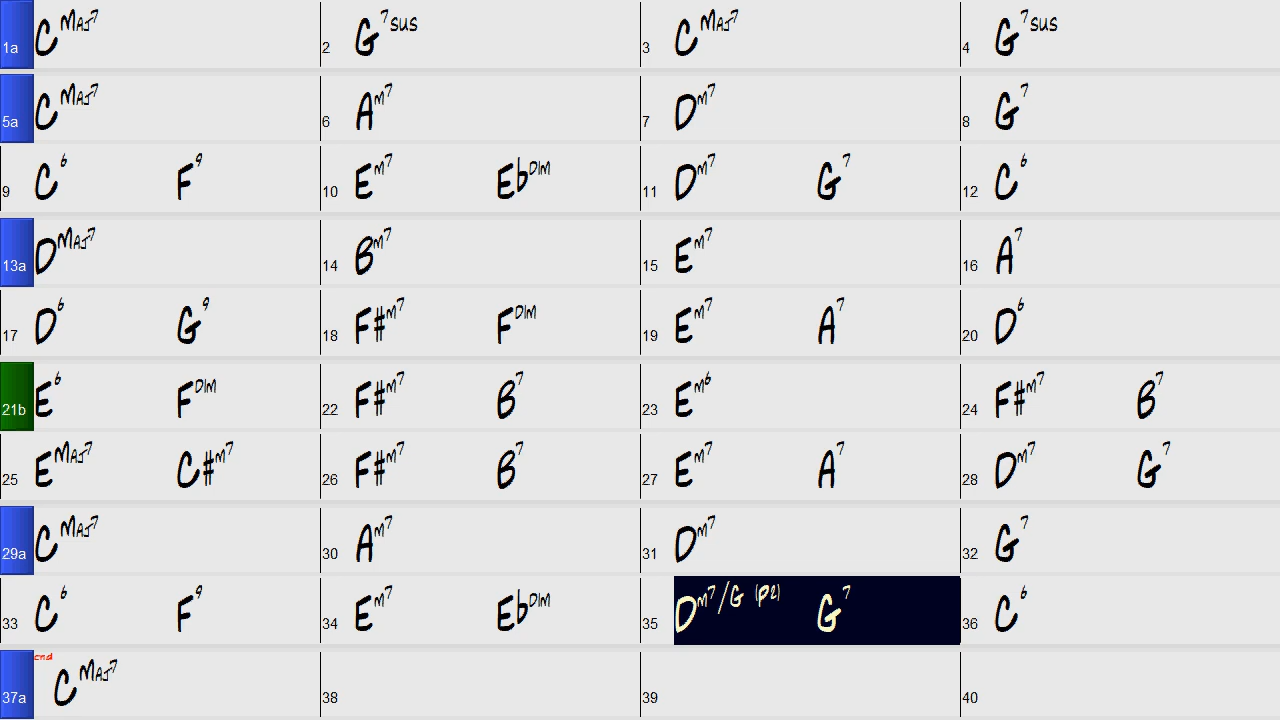 1a CMaj7 2 G7sus 3 CMaj7 4 G7sus
5a CMaj7 6 Am7 7 Dm7 8 G7
9 C6 F9 10 Em7 EbDim 11 Dm7 G7 12 C6
13a DMaj7 14 Bm7 15 Em7 16 A7
17 D6 G9 18 F#m7 FDim 19 Em7 A7 20 D6
21b E6 FDim 22 F#m7 B7 23 Em6 24 F#m7 B7
25 EMaj7 C#m7 26 F#m7 B7 27 Em7 A7 28 Dm7 G7
29a CMaj7 30 Am7 31 Dm7 32 G7
33 C6 F9 34 Em7 EbDim 35 Dm7/G (P2) G7 36 C6
37a end CMaj7 38 39 40